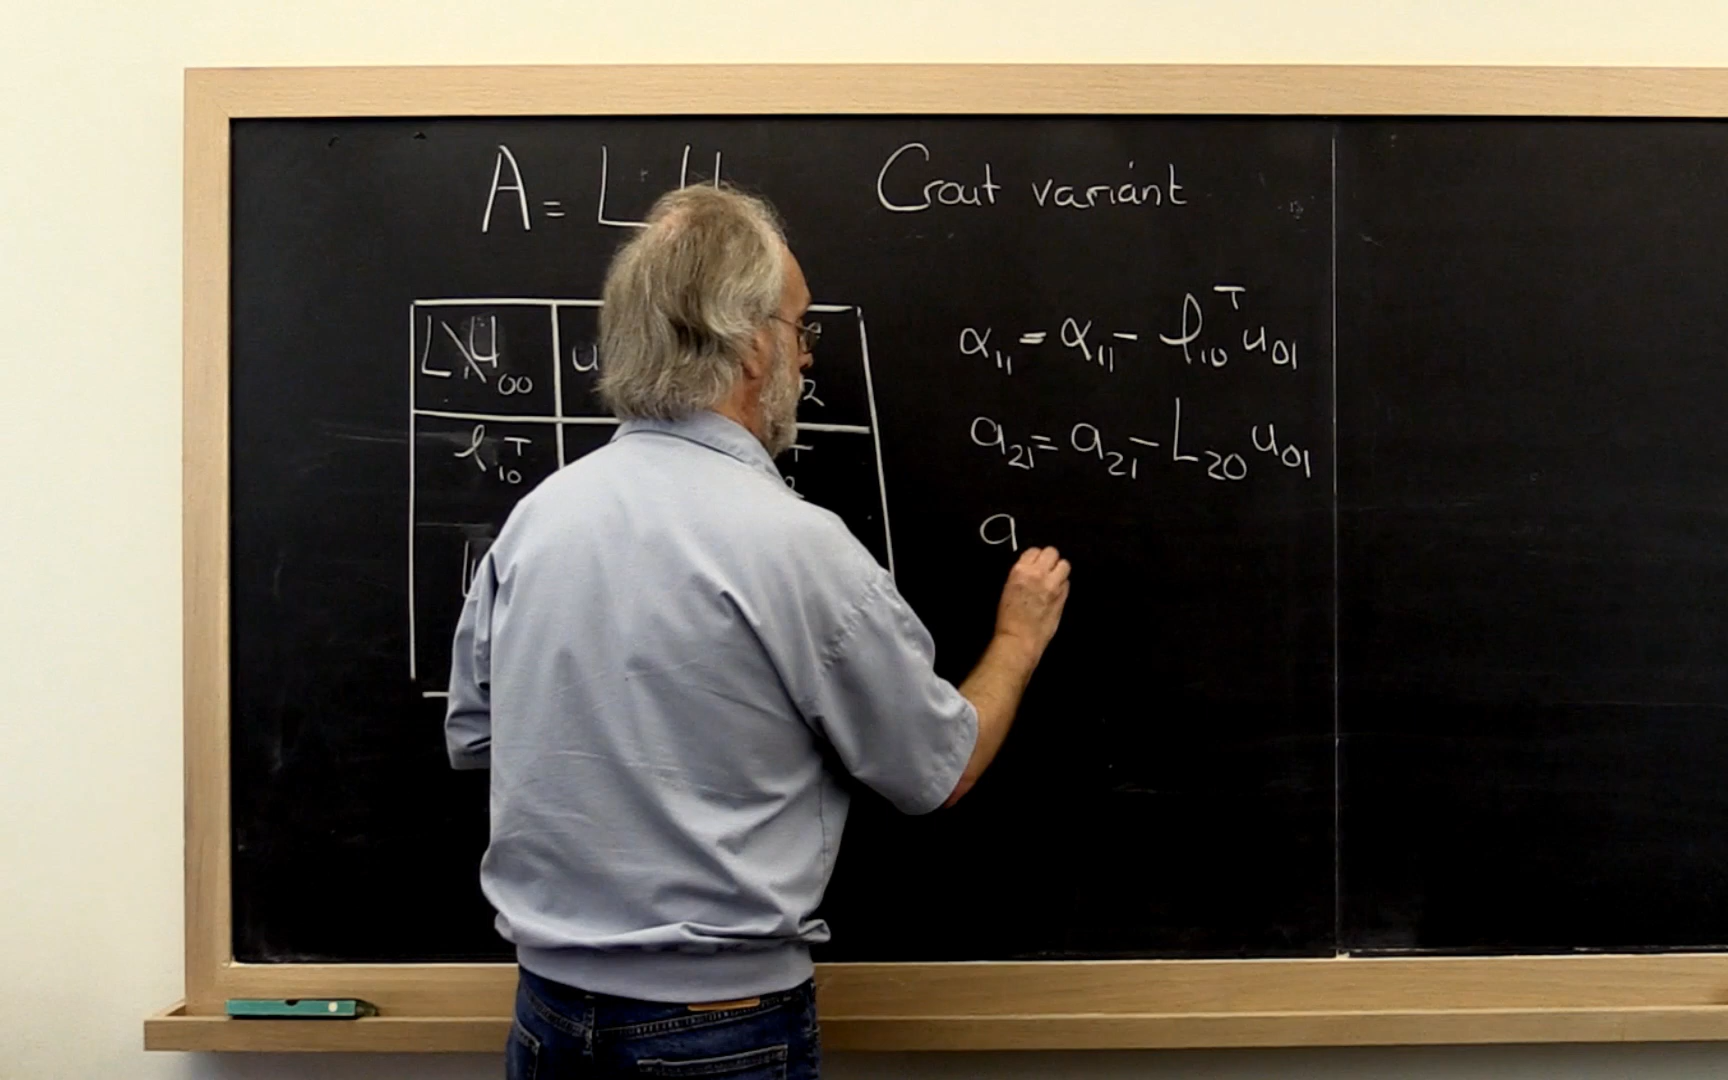 A = L U
Crout variant
L\U₀₀ u
ℓ₁₀ᵀ
α₁₁ = α₁₁ - ℓ₁₀ᵀ u₀₁
a₂₁ = a₂₁ - L₂₀ u₀₁
a